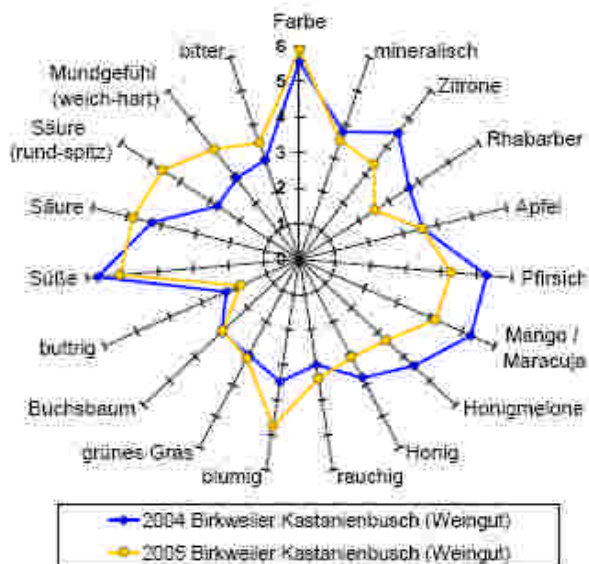 Farbe
mineralisch
Zitrone
Rhabarber
Apfel
Pfirsich
Mango /
Maracuja
Honigmelone
Honig
rauchig
blumig
grünes Gras
Buchsbaum
buttrig
Süße
Säure
Säure
(rund-spitz)
Mundgefühl
(weich-hart)
bitter
6
5
4
3
2
1
0
2004 Birkweiler Kastanienbusch (Weingut)
2005 Birkweiler Kastanienbusch (Weingut)